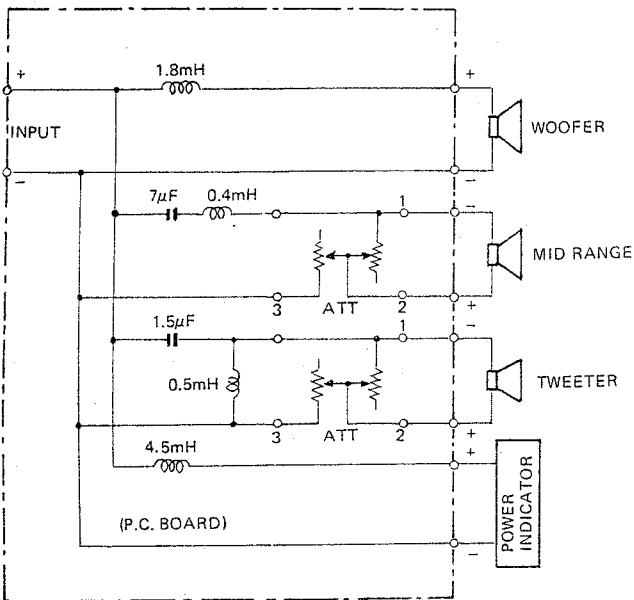 1.8mH
+
+
INPUT
WOOFER
−
−
7µF
0.4mH
1
−
MID RANGE
3
ATT
2
+
1.5µF
1
−
0.5mH
TWEETER
3
ATT
2
+
4.5mH
+
POWER INDICATOR
(P.C. BOARD)
−